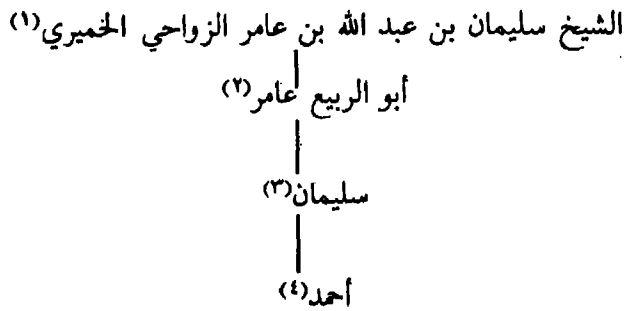 الشيخ سليمان بن عبد الله بن عامر الزواحي الخميري(١)
أبو الربيع عامر(٢)
سليمان(٣)
أحمد(٤)